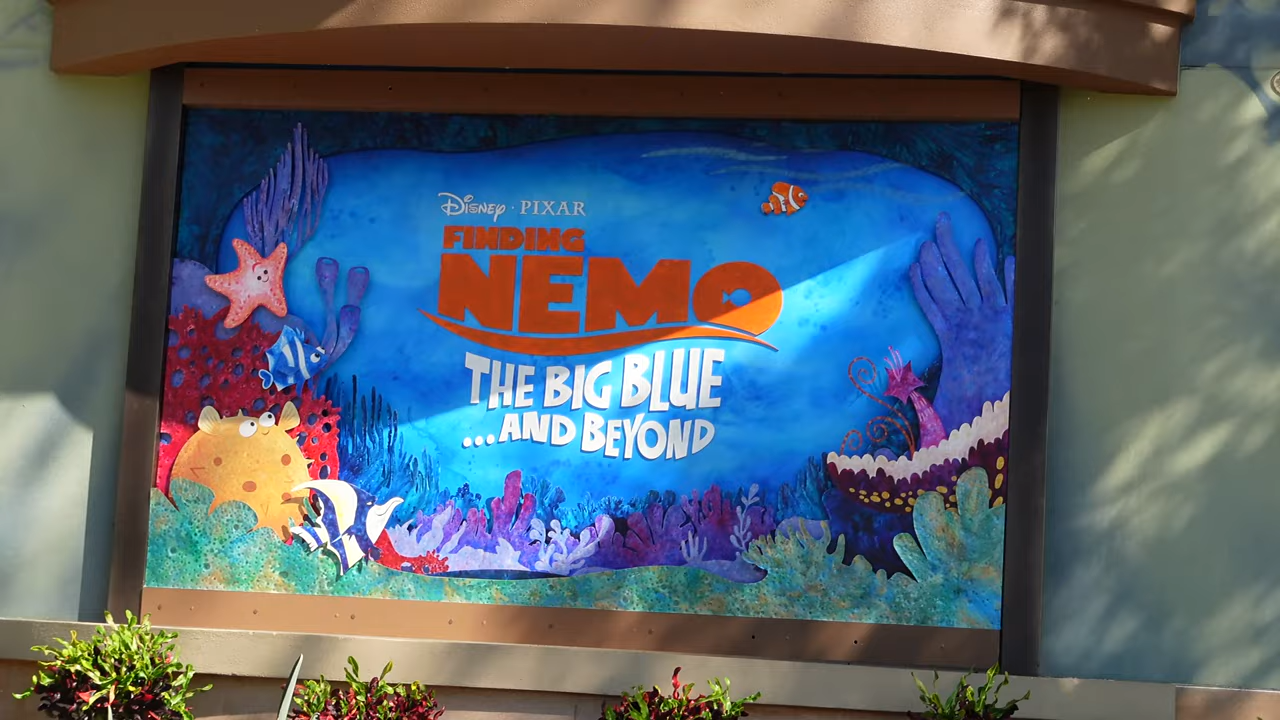 Disney · PIXAR
FINDING
NEMO
THE BIG BLUE
...AND BEYOND